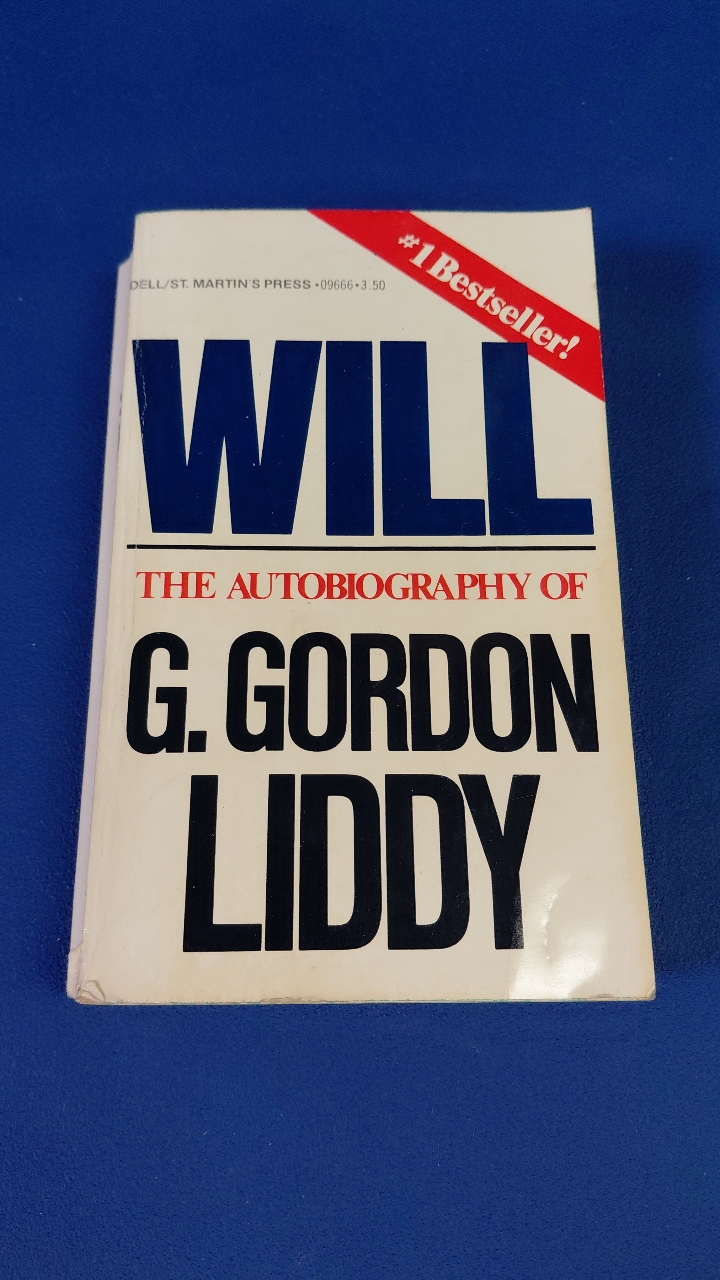 DELL/ST. MARTIN'S PRESS •09666•3.50
#1 Bestseller!
WILL
THE AUTOBIOGRAPHY OF
G. GORDON
LIDDY